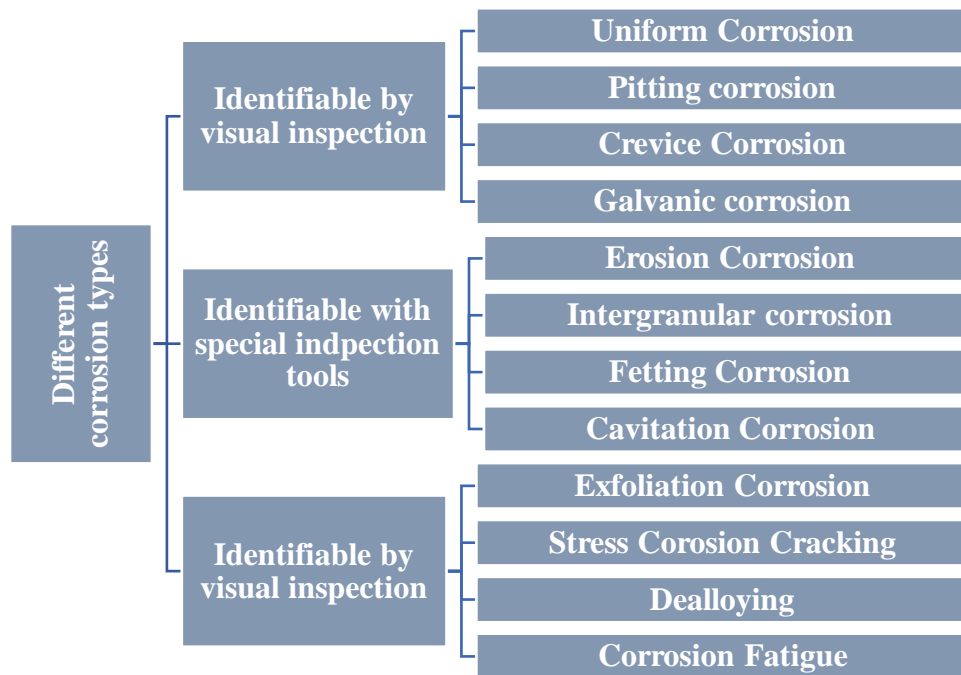 Different
corrosion types
Identifiable by
visual inspection
Uniform Corrosion
Pitting corrosion
Crevice Corrosion
Galvanic corrosion
Identifiable with
special indpection
tools
Erosion Corrosion
Intergranular corrosion
Fetting Corrosion
Cavitation Corrosion
Identifiable by
visual inspection
Exfoliation Corrosion
Stress Corosion Cracking
Dealloying
Corrosion Fatigue